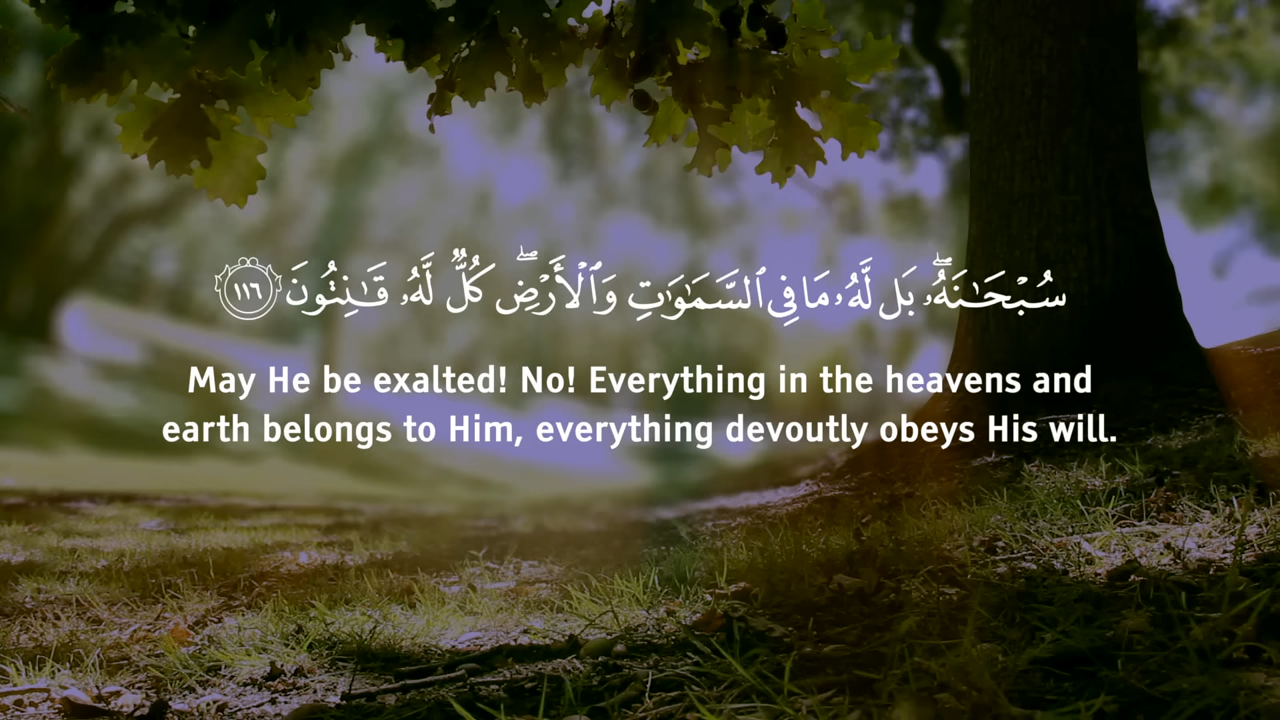 سُبْحَـٰنَهُۥۖ بَل لَّهُۥ مَا فِى ٱلسَّمَـٰوَٰتِ وَٱلْأَرْضِۖ كُلٌّ لَّهُۥ قَـٰنِتُونَ ١١٦
May He be exalted! No! Everything in the heavens and
earth belongs to Him, everything devoutly obeys His will.